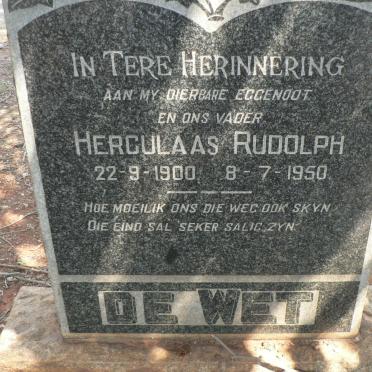 IN TERE HERINNERING
AAN MY DIERBARE EGGENOOT
EN ONS VADER
HERCULAAS RUDOLPH
22-9-1900 8-7-1950
HOE MOEILIK ONS DIE WEG OOK SKYN
DIE EIND SAL SEKER SALIG ZYN
DE WET